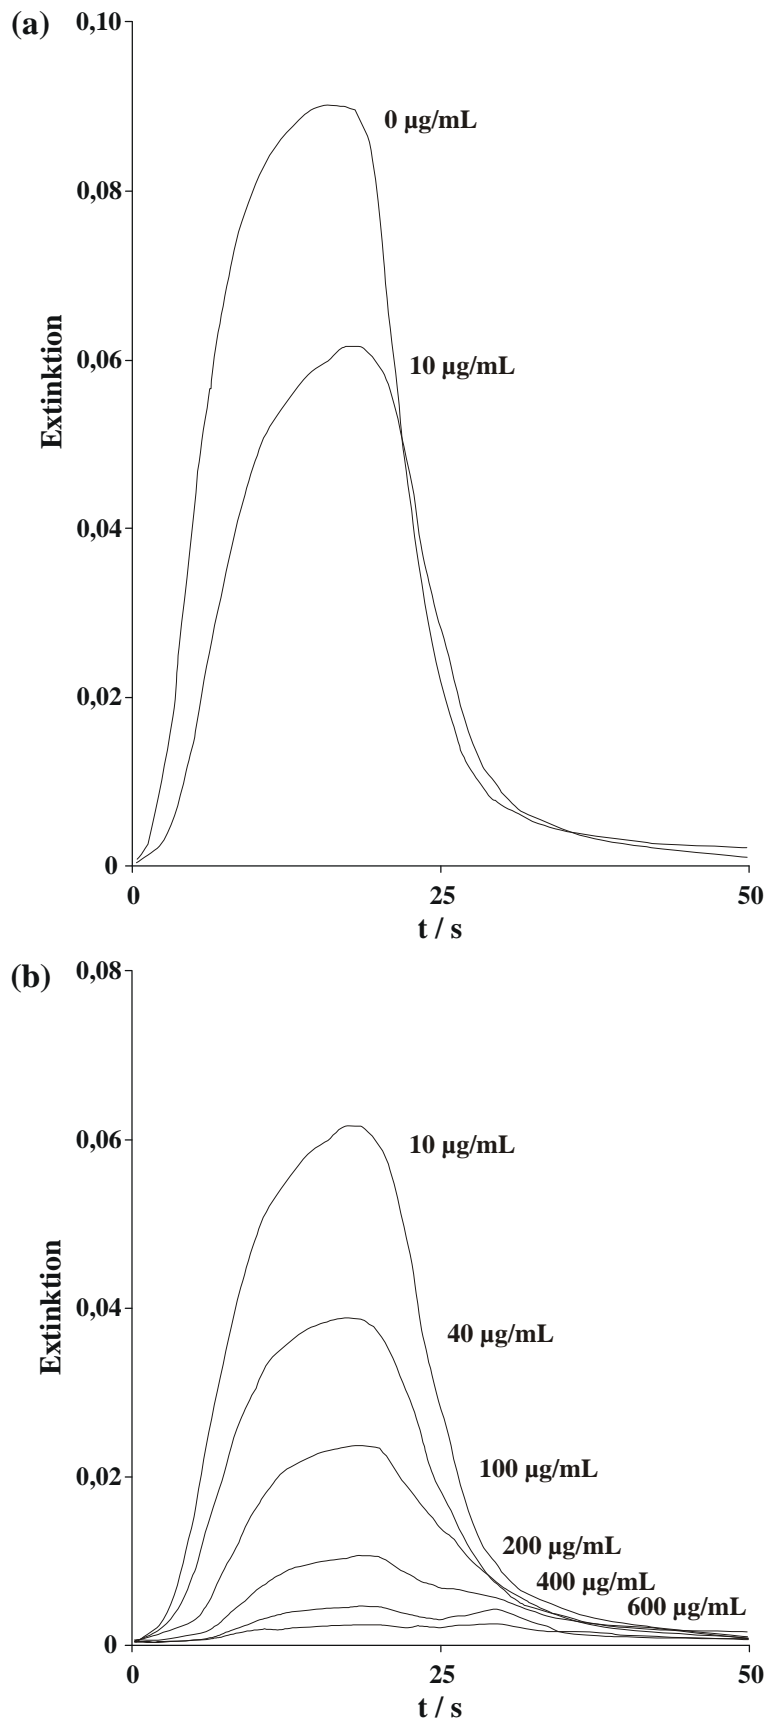 (a)
0,10
0 µg/mL
0,08
0,06
10 µg/mL
Extinktion
0,04
0,02
0
0 25 50
t / s
(b)
0,08
0,06
10 µg/mL
Extinktion
0,04
40 µg/mL
0,02
100 µg/mL
200 µg/mL
400 µg/mL
600 µg/mL
0
0 25 50
t / s